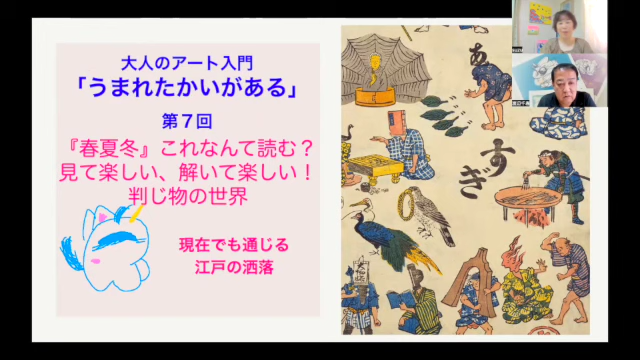 大人のアート入門
「うまれたかいがある」
第7回
『春夏冬』これなんて読む？
見て楽しい、解いて楽しい！
判じ物の世界
現在でも通じる
江戸の洒落
あ
すぎ